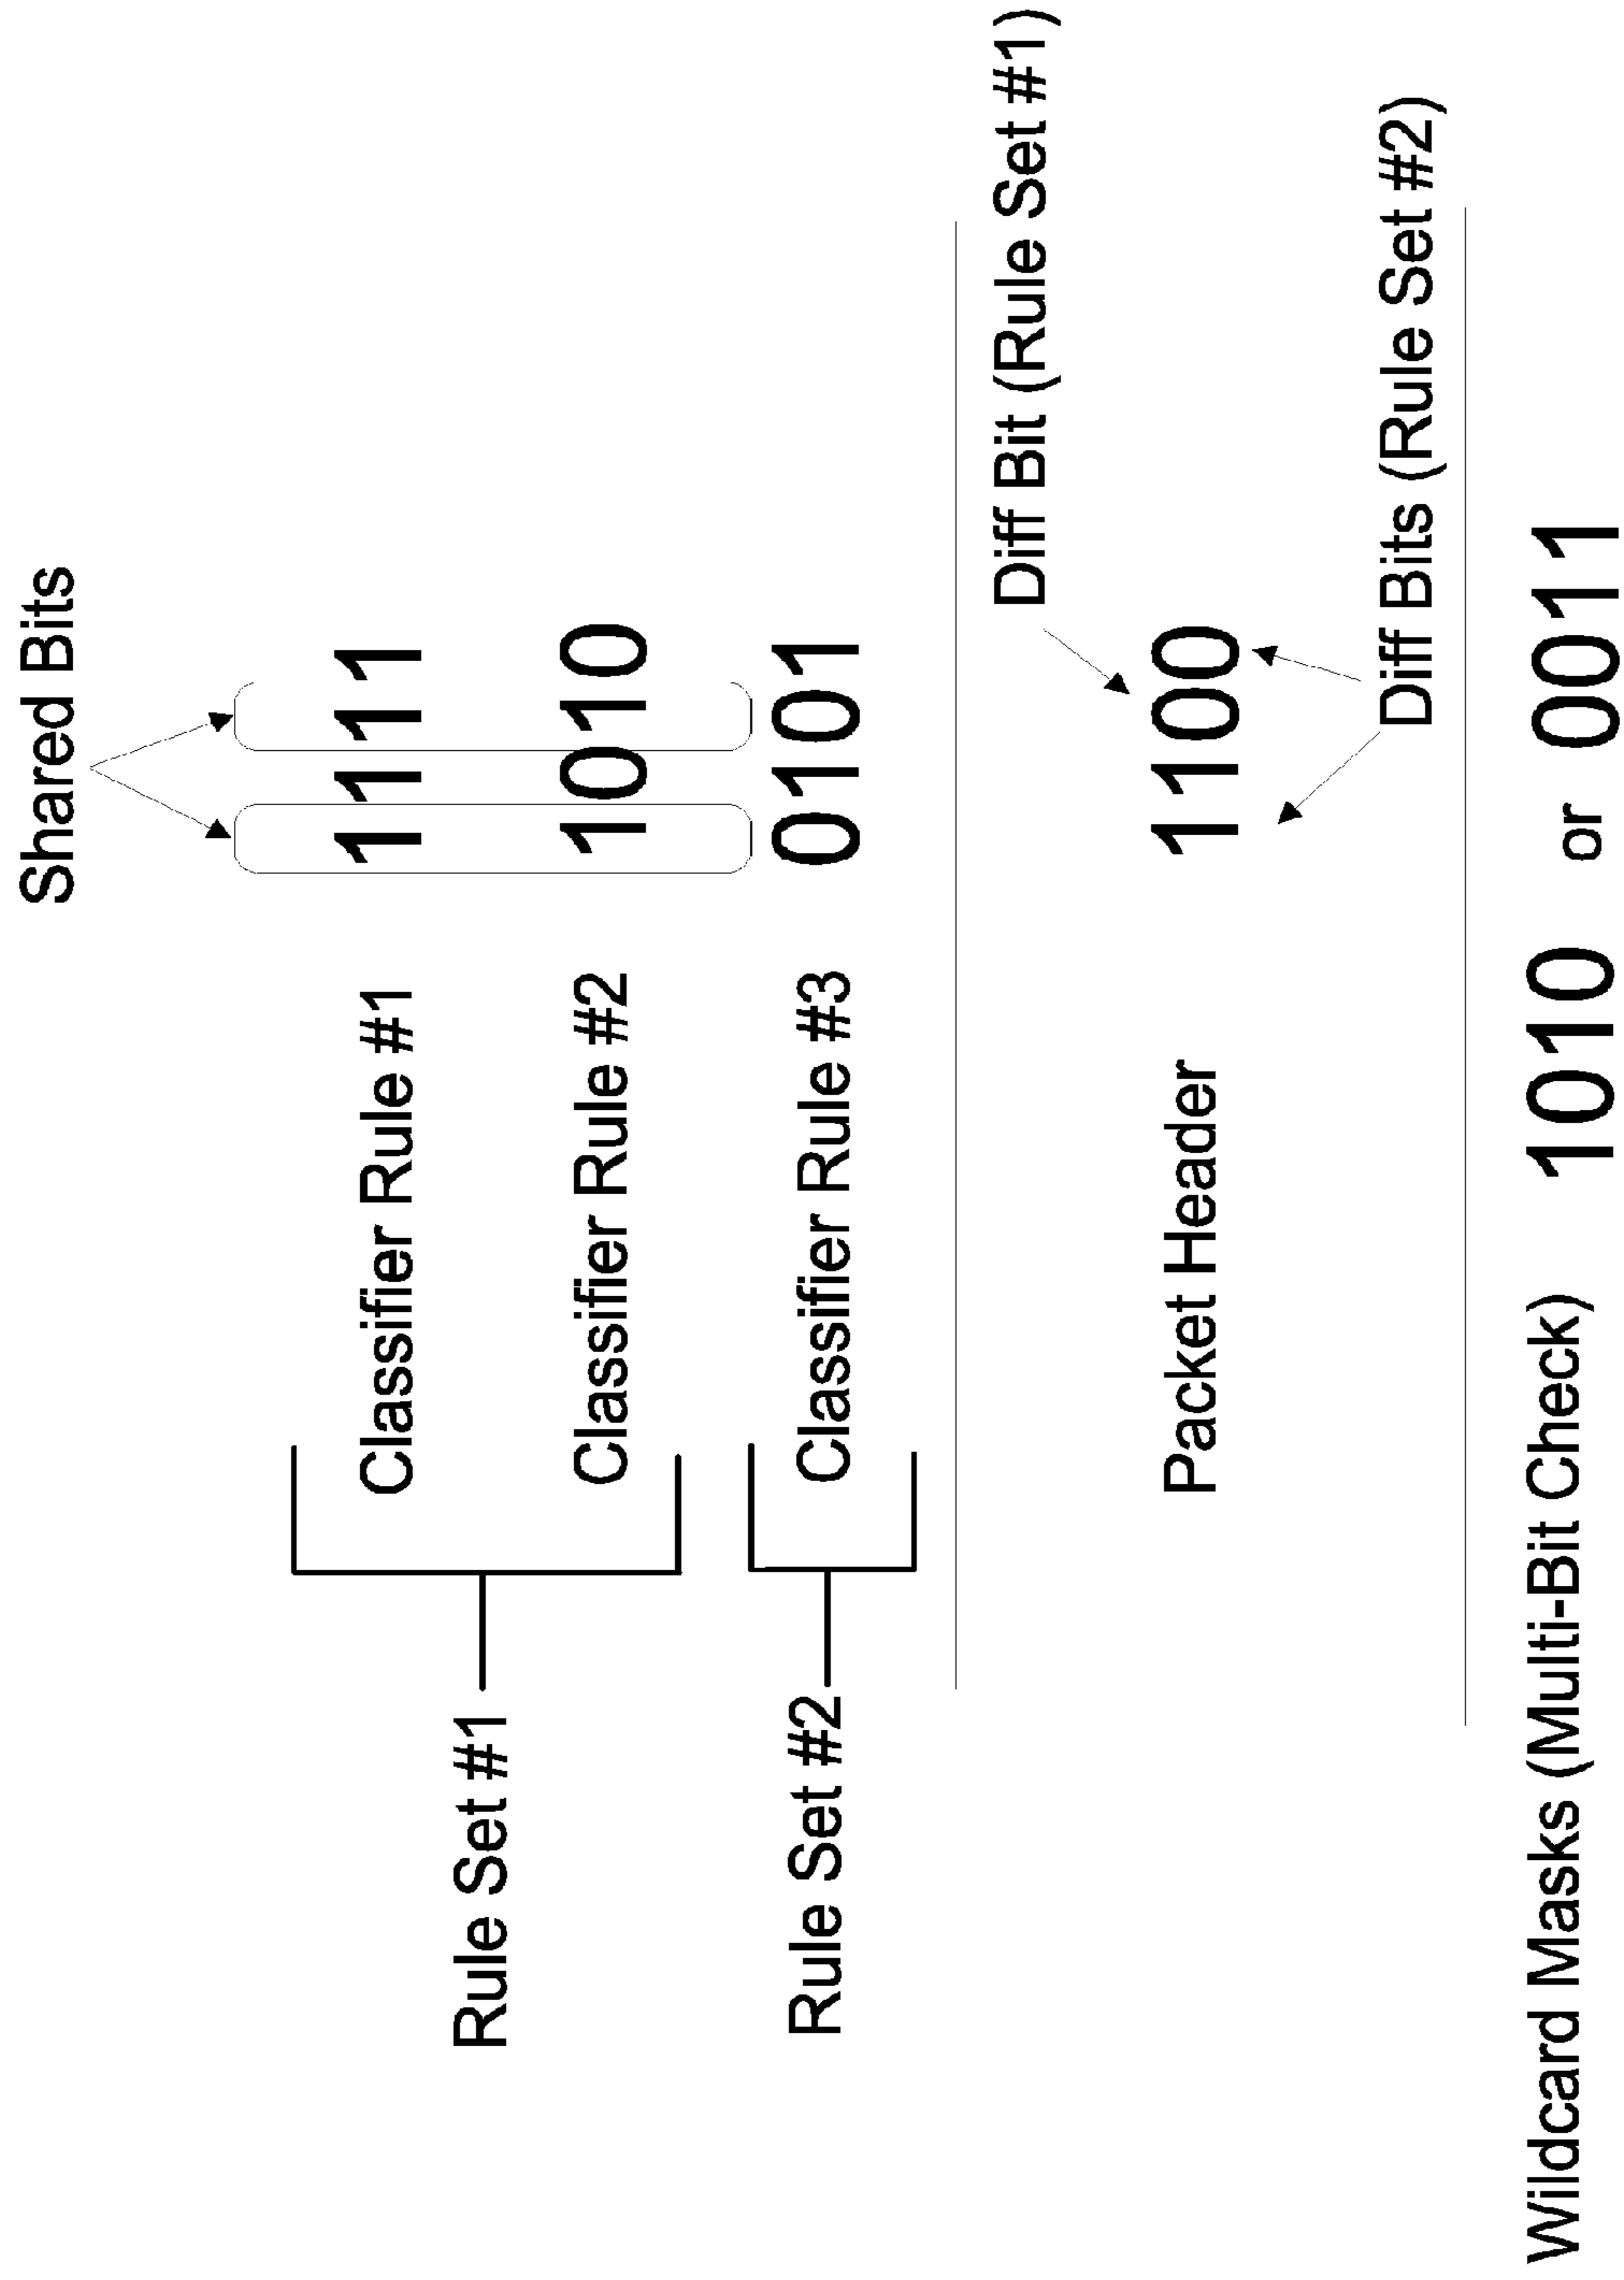 Shared Bits
Rule Set #1
Classifier Rule #1 1111
Classifier Rule #2 1010
Rule Set #2
Classifier Rule #3 0101
Diff Bit (Rule Set #1)
Packet Header 1100
Diff Bits (Rule Set #2)
Wildcard Masks (Multi-Bit Check) 1010 or 0011